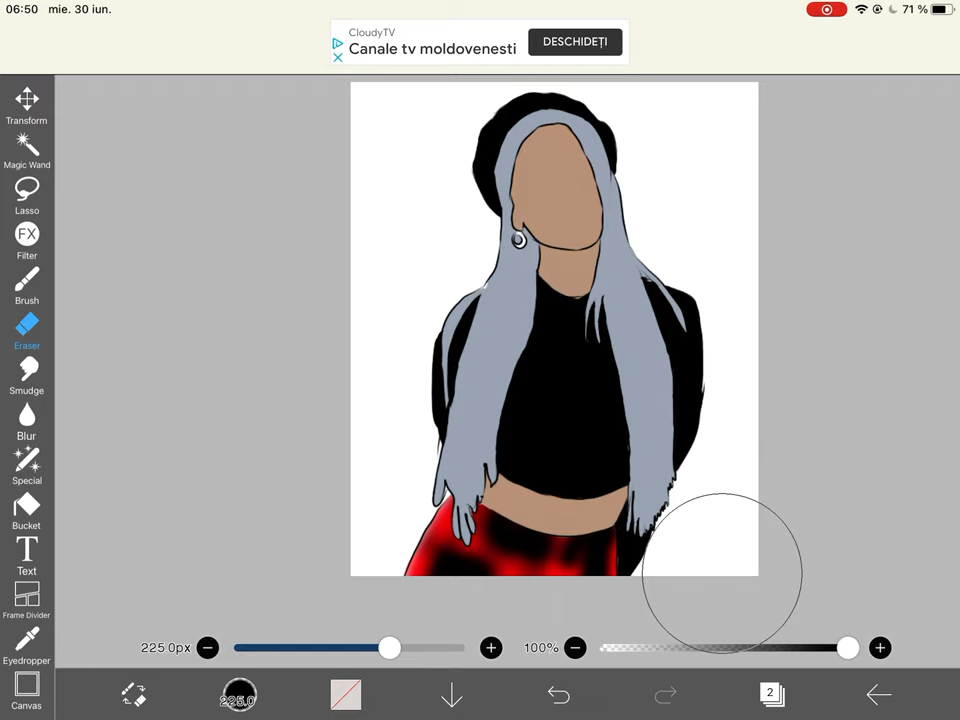 06:50 mie. 30 iun.
71 %
CloudyTV
Canale tv moldovenesti
DESCHIDEȚI
Transform
Magic Wand
Lasso
FX
Filter
Brush
Eraser
Smudge
Blur
Special
Bucket
T
Text
Frame Divider
Eyedropper
Canvas
225.0px
100%
225.0
2